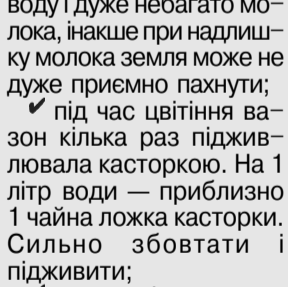 воду і дуже небагато мо–
лока, інакше при надлиш–
ку молока земля може не
дуже приємно пахнути;
✔ під час цвітіння ва–
зон кілька раз піджив–
лювала касторкою. На 1
літр води — приблизно
1 чайна ложка касторки.
Сильно збовтати і
підживити;